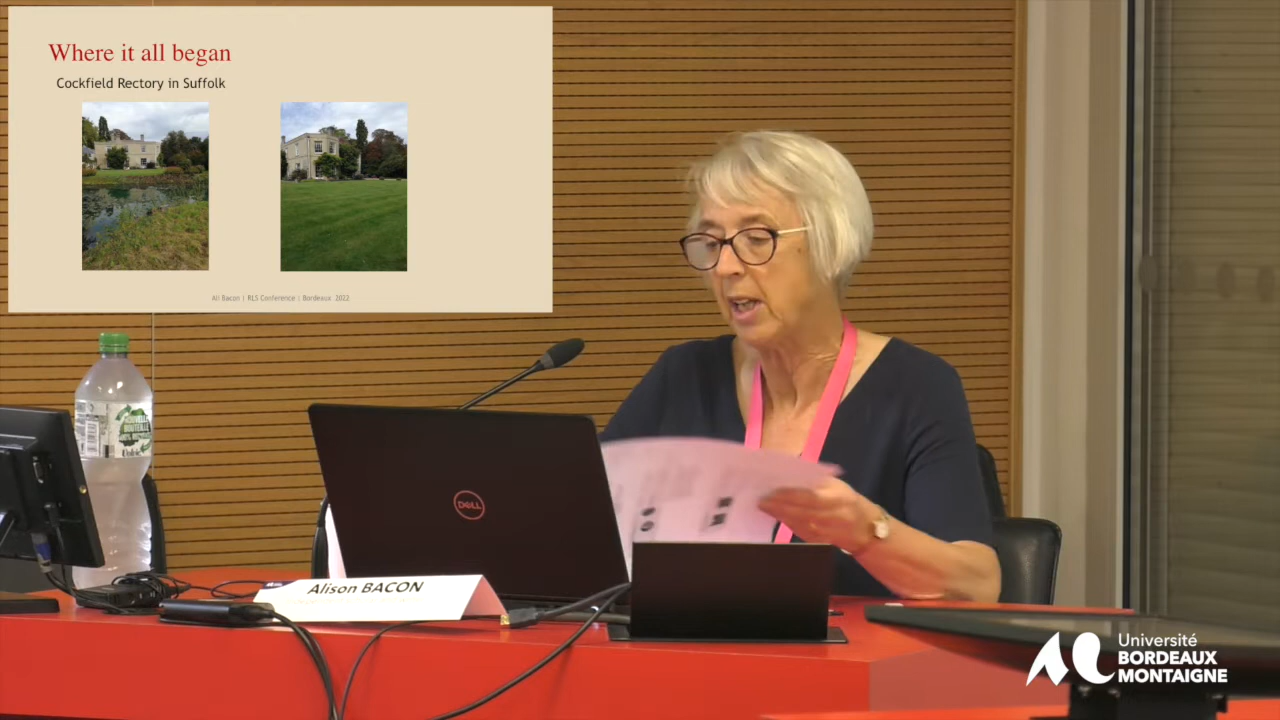 Where it all began
Cockfield Rectory in Suffolk
Ali Bacon | RLS Conference | Bordeaux 2022
DELL
Alison BACON
Université
BORDEAUX
MONTAIGNE